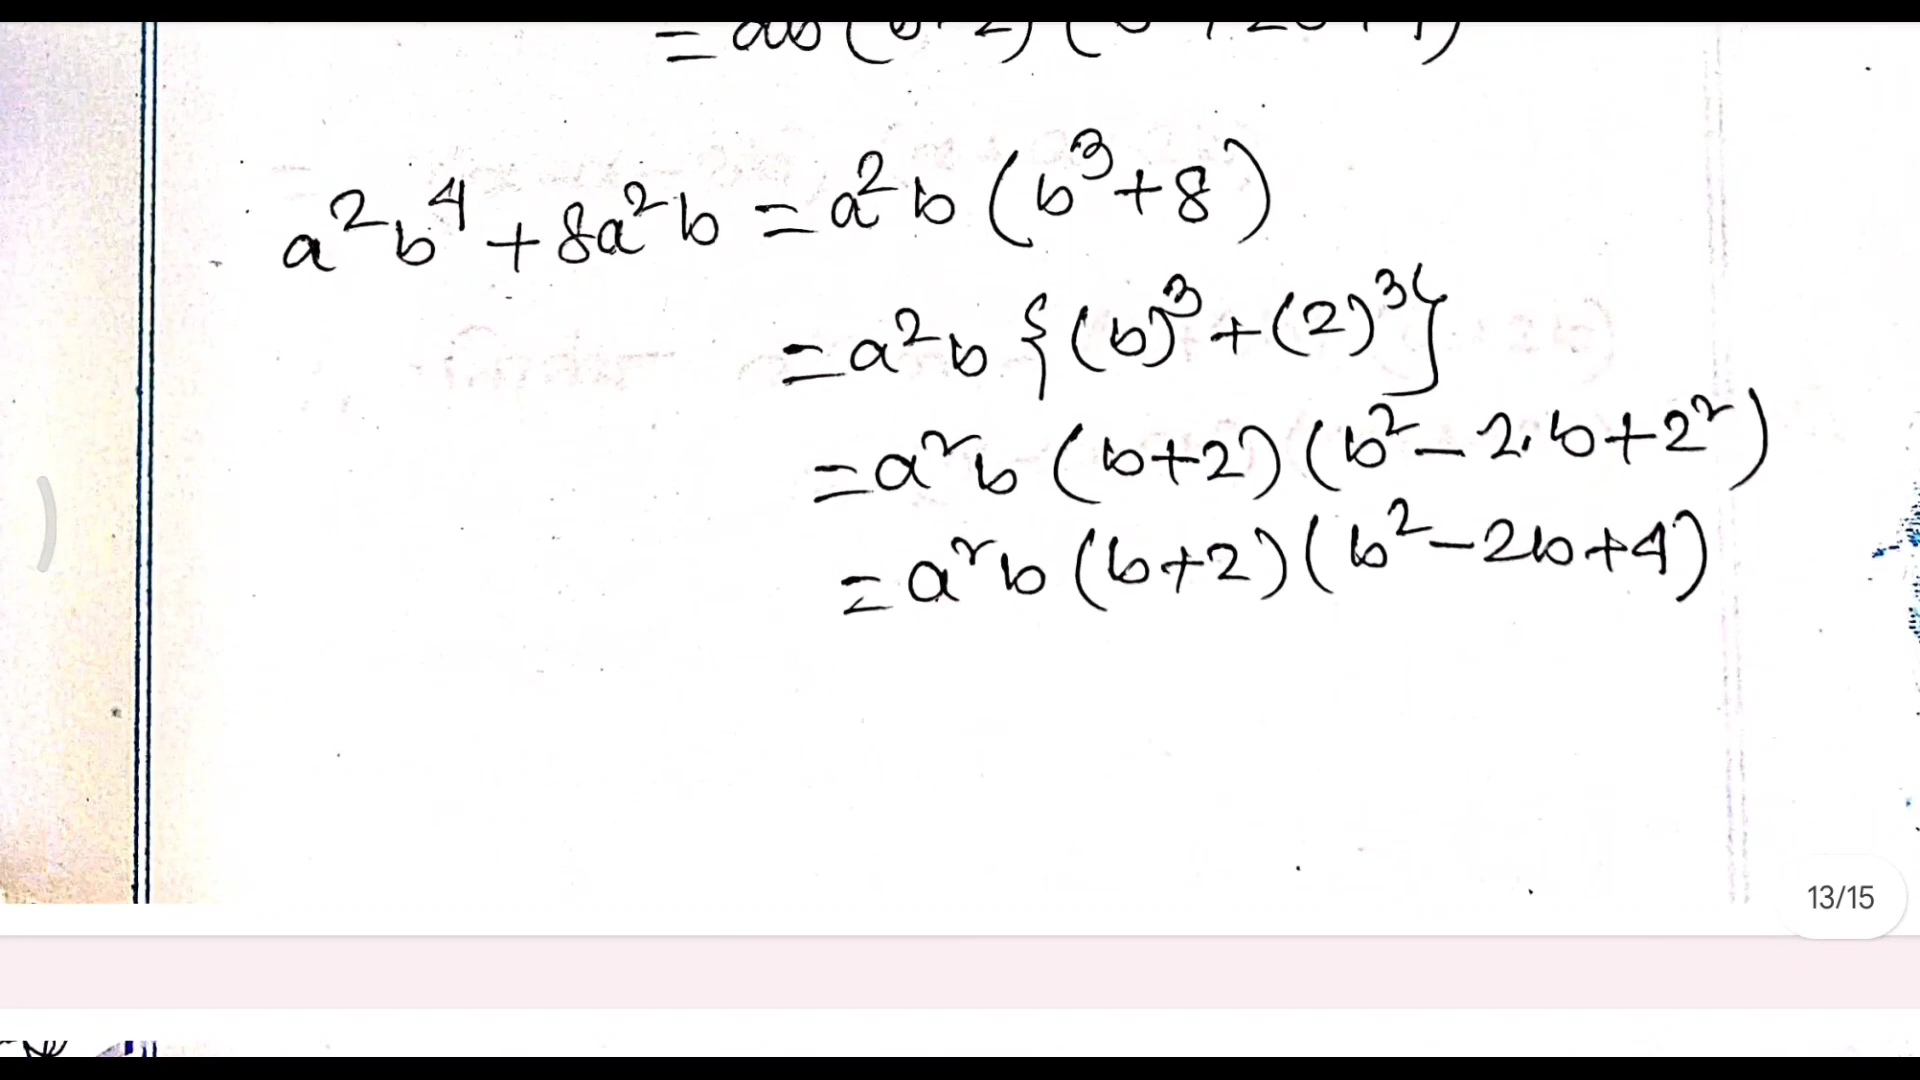 a²b⁴ + 8a²b = a²b (b³ + 8)
= a²b {(b)³ + (2)³}
= a²b (b + 2) (b² - 2.b + 2²)
= a²b (b + 2) (b² - 2b + 4)
13/15